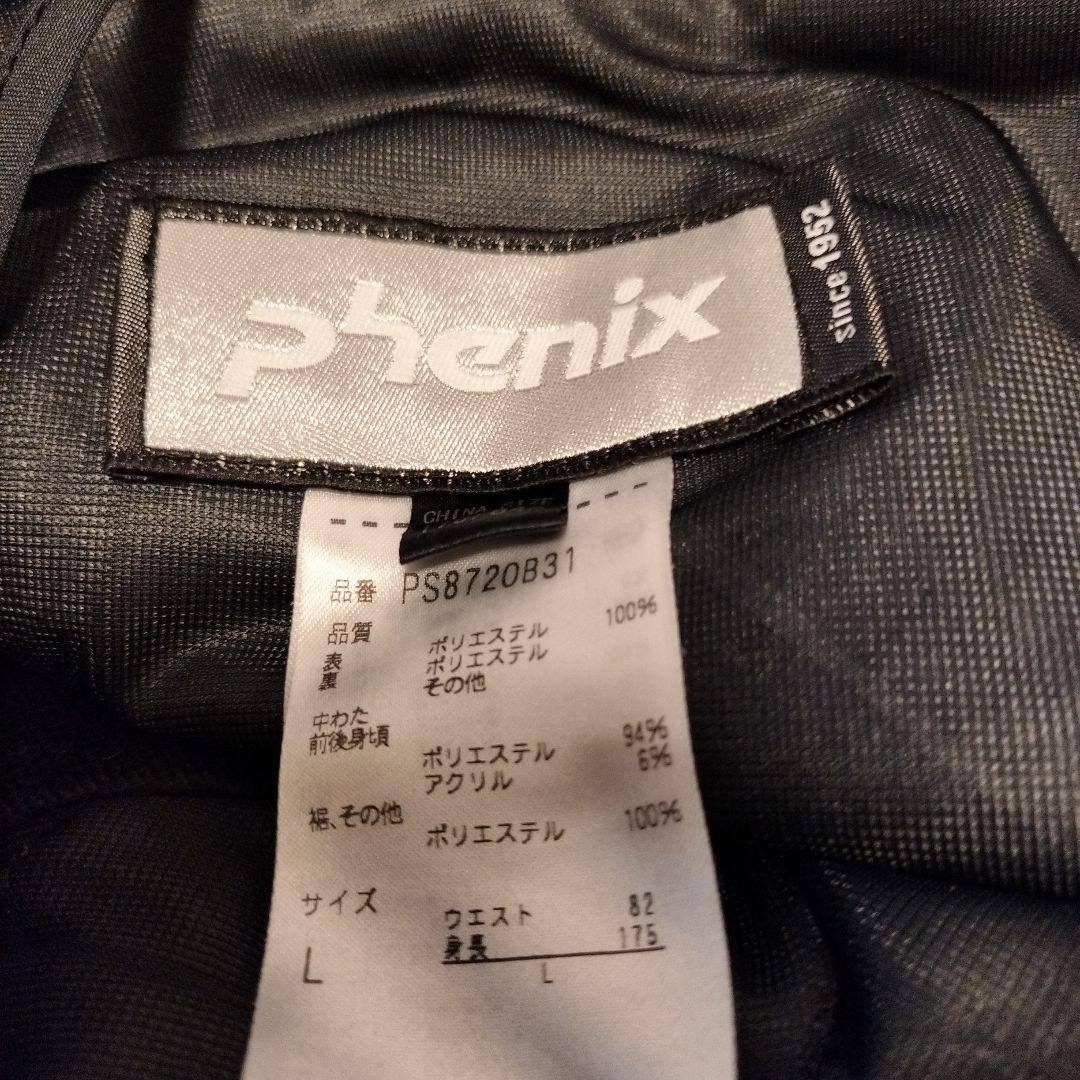 phenix
since 1952
CHINA SIZE
品番 PS8720B31
品質
表 ポリエステル 100%
裏 ポリエステル
その他
中わた
前後身頃
ポリエステル 94%
アクリル 6%
裾、その他
ポリエステル 100%
サイズ
ウエスト 82
身長 175
L
L